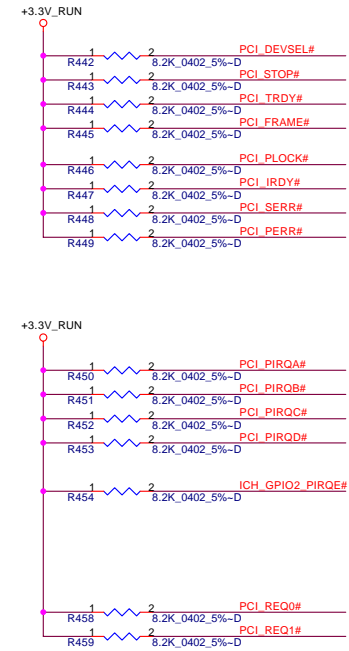 +3.3V_RUN
1 2 PCI_DEVSEL#
R442 8.2K_0402_5%~D
1 2 PCI_STOP#
R443 8.2K_0402_5%~D
1 2 PCI_TRDY#
R444 8.2K_0402_5%~D
1 2 PCI_FRAME#
R445 8.2K_0402_5%~D
1 2 PCI_PLOCK#
R446 8.2K_0402_5%~D
1 2 PCI_IRDY#
R447 8.2K_0402_5%~D
1 2 PCI_SERR#
R448 8.2K_0402_5%~D
1 2 PCI_PERR#
R449 8.2K_0402_5%~D
+3.3V_RUN
1 2 PCI_PIRQA#
R450 8.2K_0402_5%~D
1 2 PCI_PIRQB#
R451 8.2K_0402_5%~D
1 2 PCI_PIRQC#
R452 8.2K_0402_5%~D
1 2 PCI_PIRQD#
R453 8.2K_0402_5%~D
1 2 ICH_GPIO2_PIRQE#
R454 8.2K_0402_5%~D
1 2 PCI_REQ0#
R458 8.2K_0402_5%~D
1 2 PCI_REQ1#
R459 8.2K_0402_5%~D